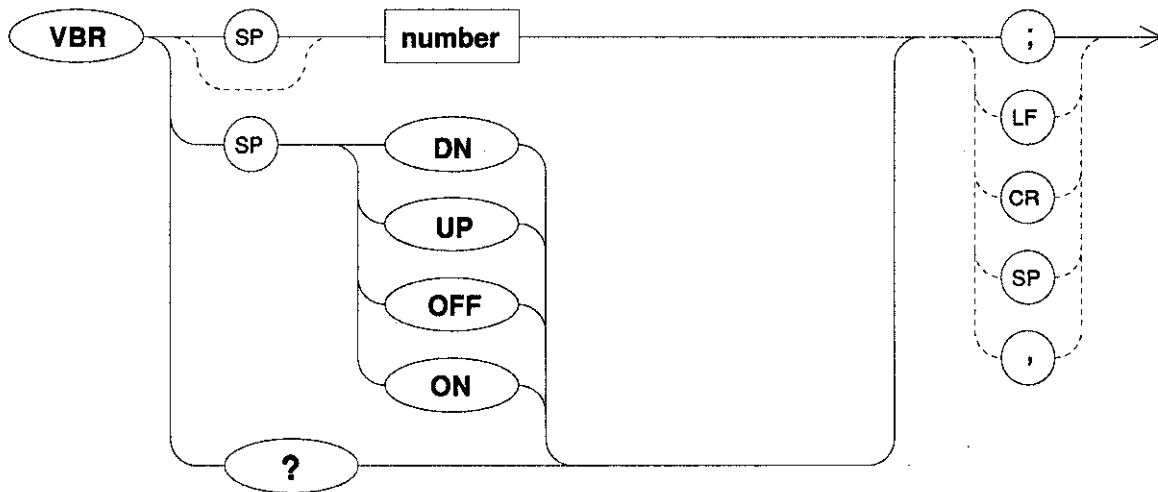 VBR SP number ;
LF
SP DN
UP CR
OFF SP
ON ,
?